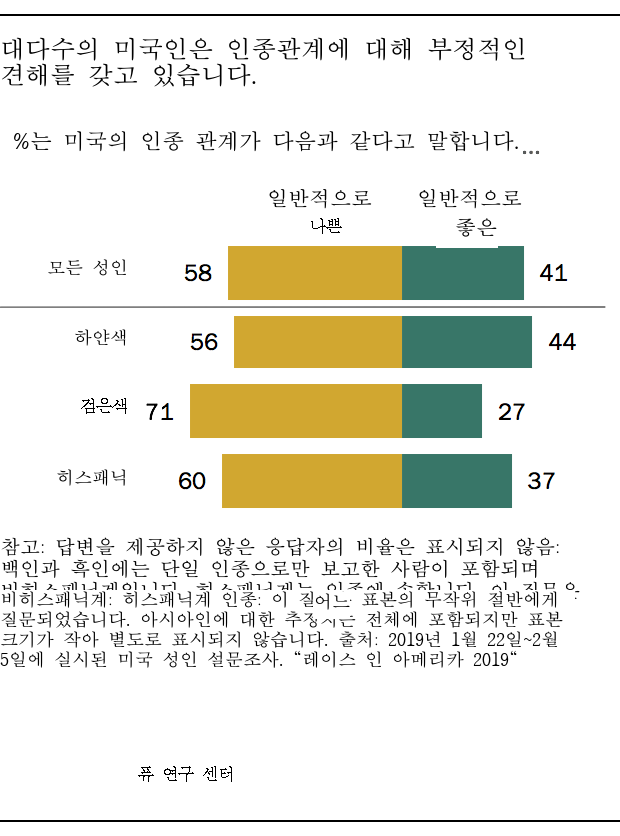 대다수의 미국인은 인종관계에 대해 부정적인
견해를 갖고 있습니다.
%는 미국의 인종 관계가 다음과 같다고 말합니다. ...
일반적으로 일반적으로
나쁜 좋은
모든 성인 58 41
하얀색 56 44
검은색 71 27
히스패닉 60 37
참고: 답변을 제공하지 않은 응답자의 비율은 표시되지 않음:
백인과 흑인에는 단일 인종으로만 보고한 사람이 포함되며
비히스패닉계: 히스패닉계 인종: 이 표본의 무작위 절반에게
질문되었습니다. 아시아인에 대한 전체에 포함되지만 표본
크기가 작아 별도로 표시되지 않습니다. 출처: 2019년 1월 22일~2월
5일에 실시된 미국 성인 설문조사. “레이스 인 아메리카 2019“
퓨 연구 센터